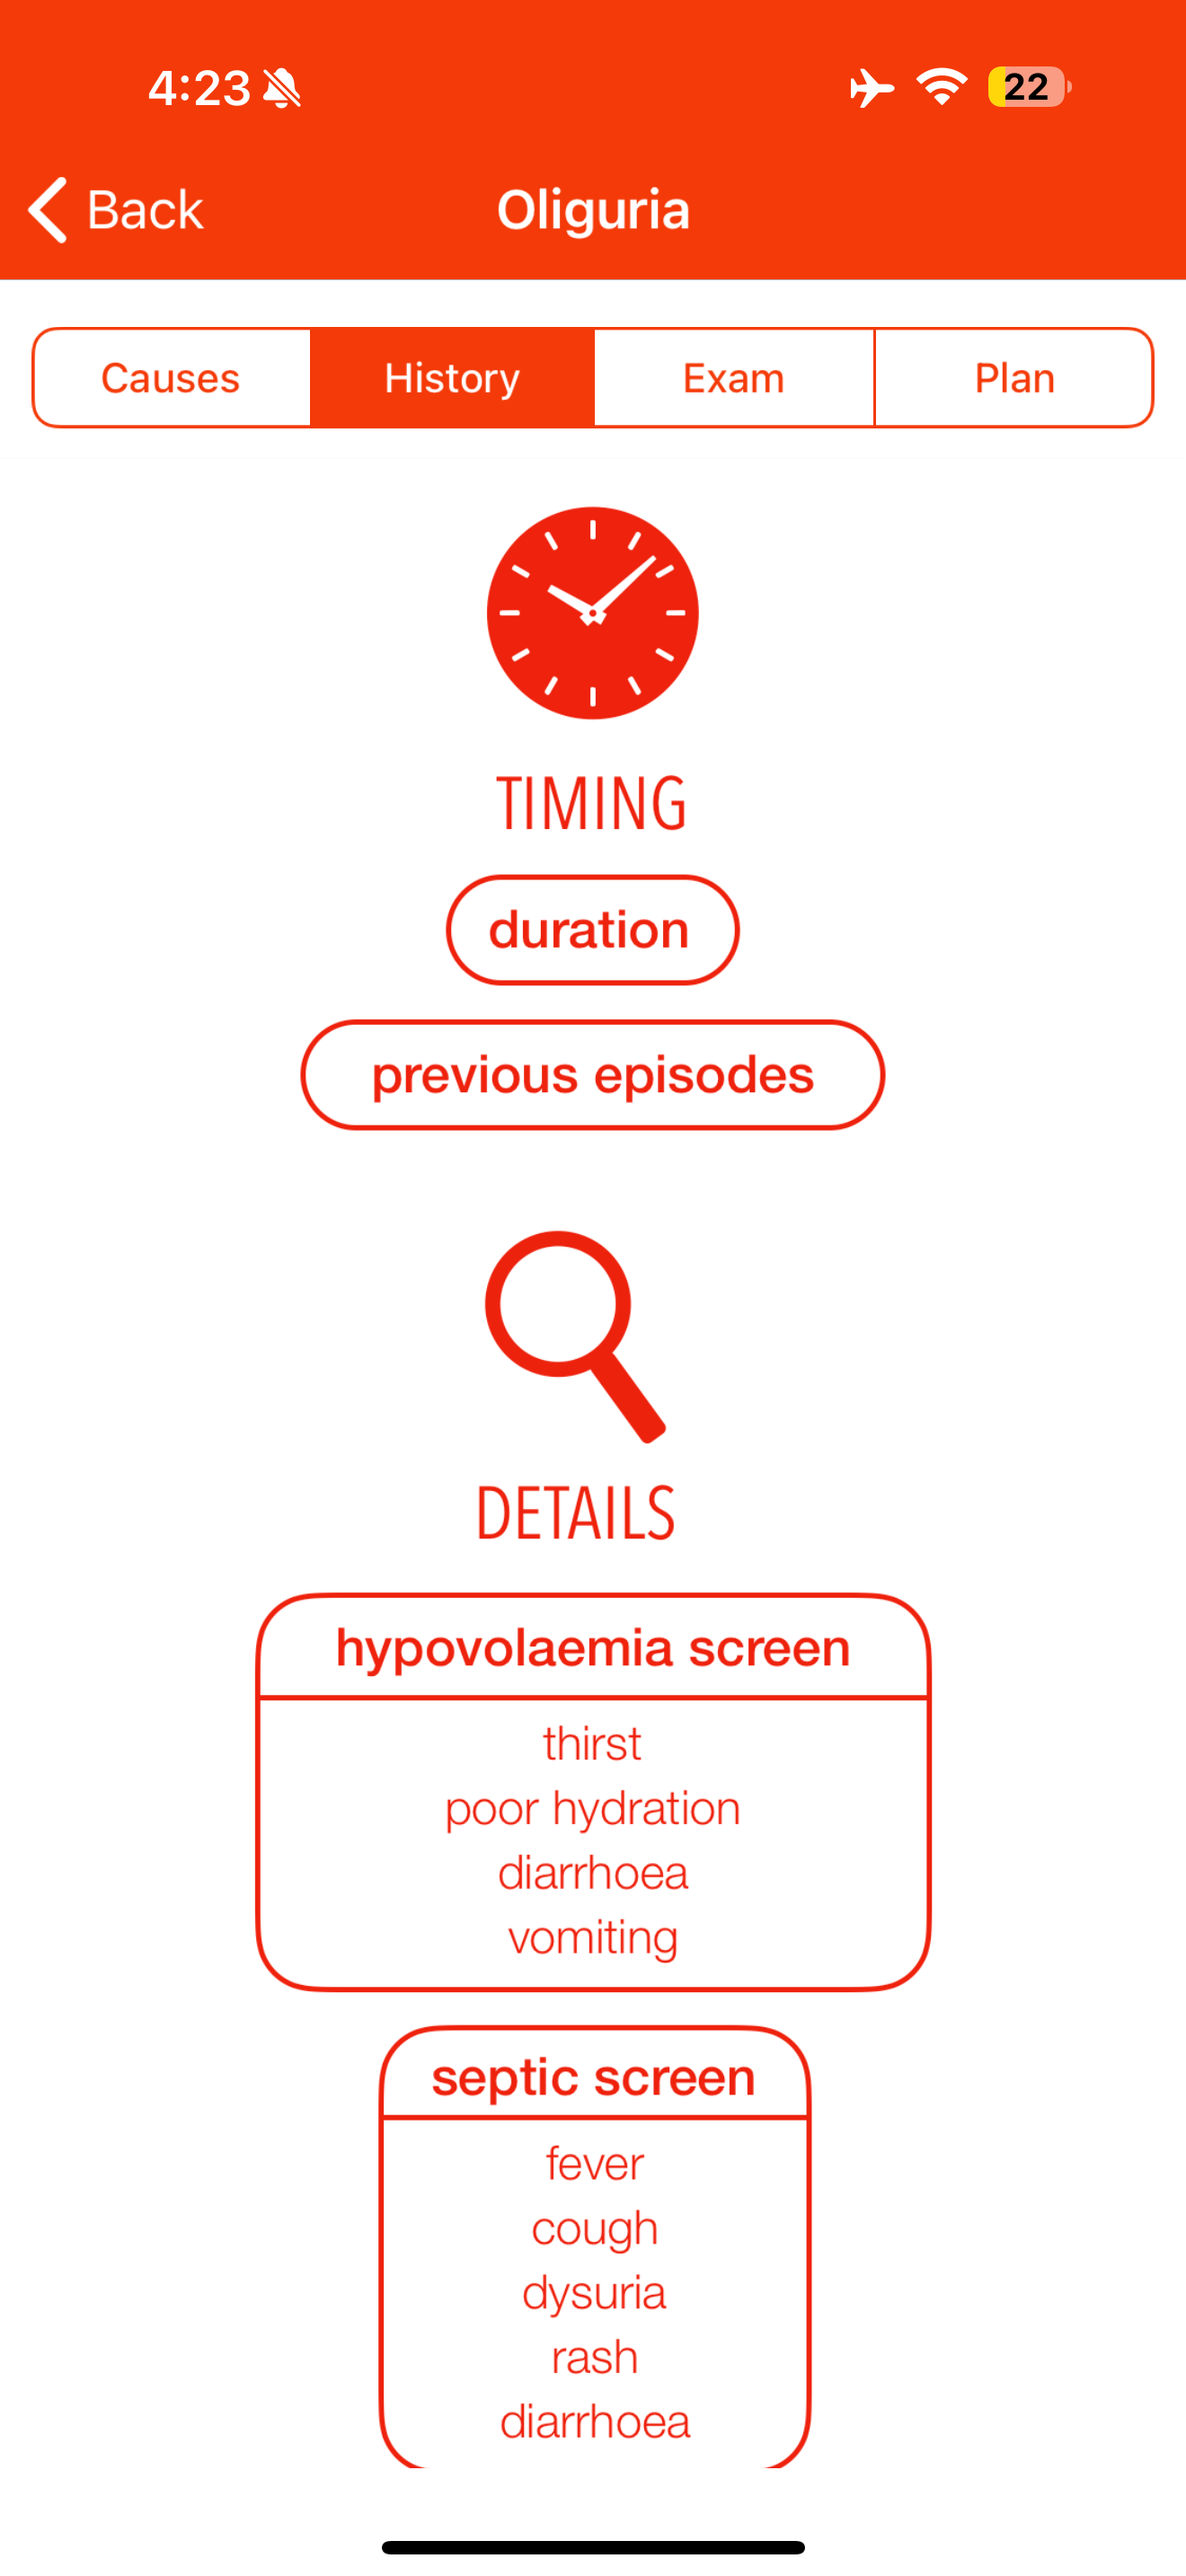 4:23
22
Back
Oliguria
Causes
History
Exam
Plan
TIMING
duration
previous episodes
DETAILS
hypovolaemia screen
thirst
poor hydration
diarrhoea
vomiting
septic screen
fever
cough
dysuria
rash
diarrhoea